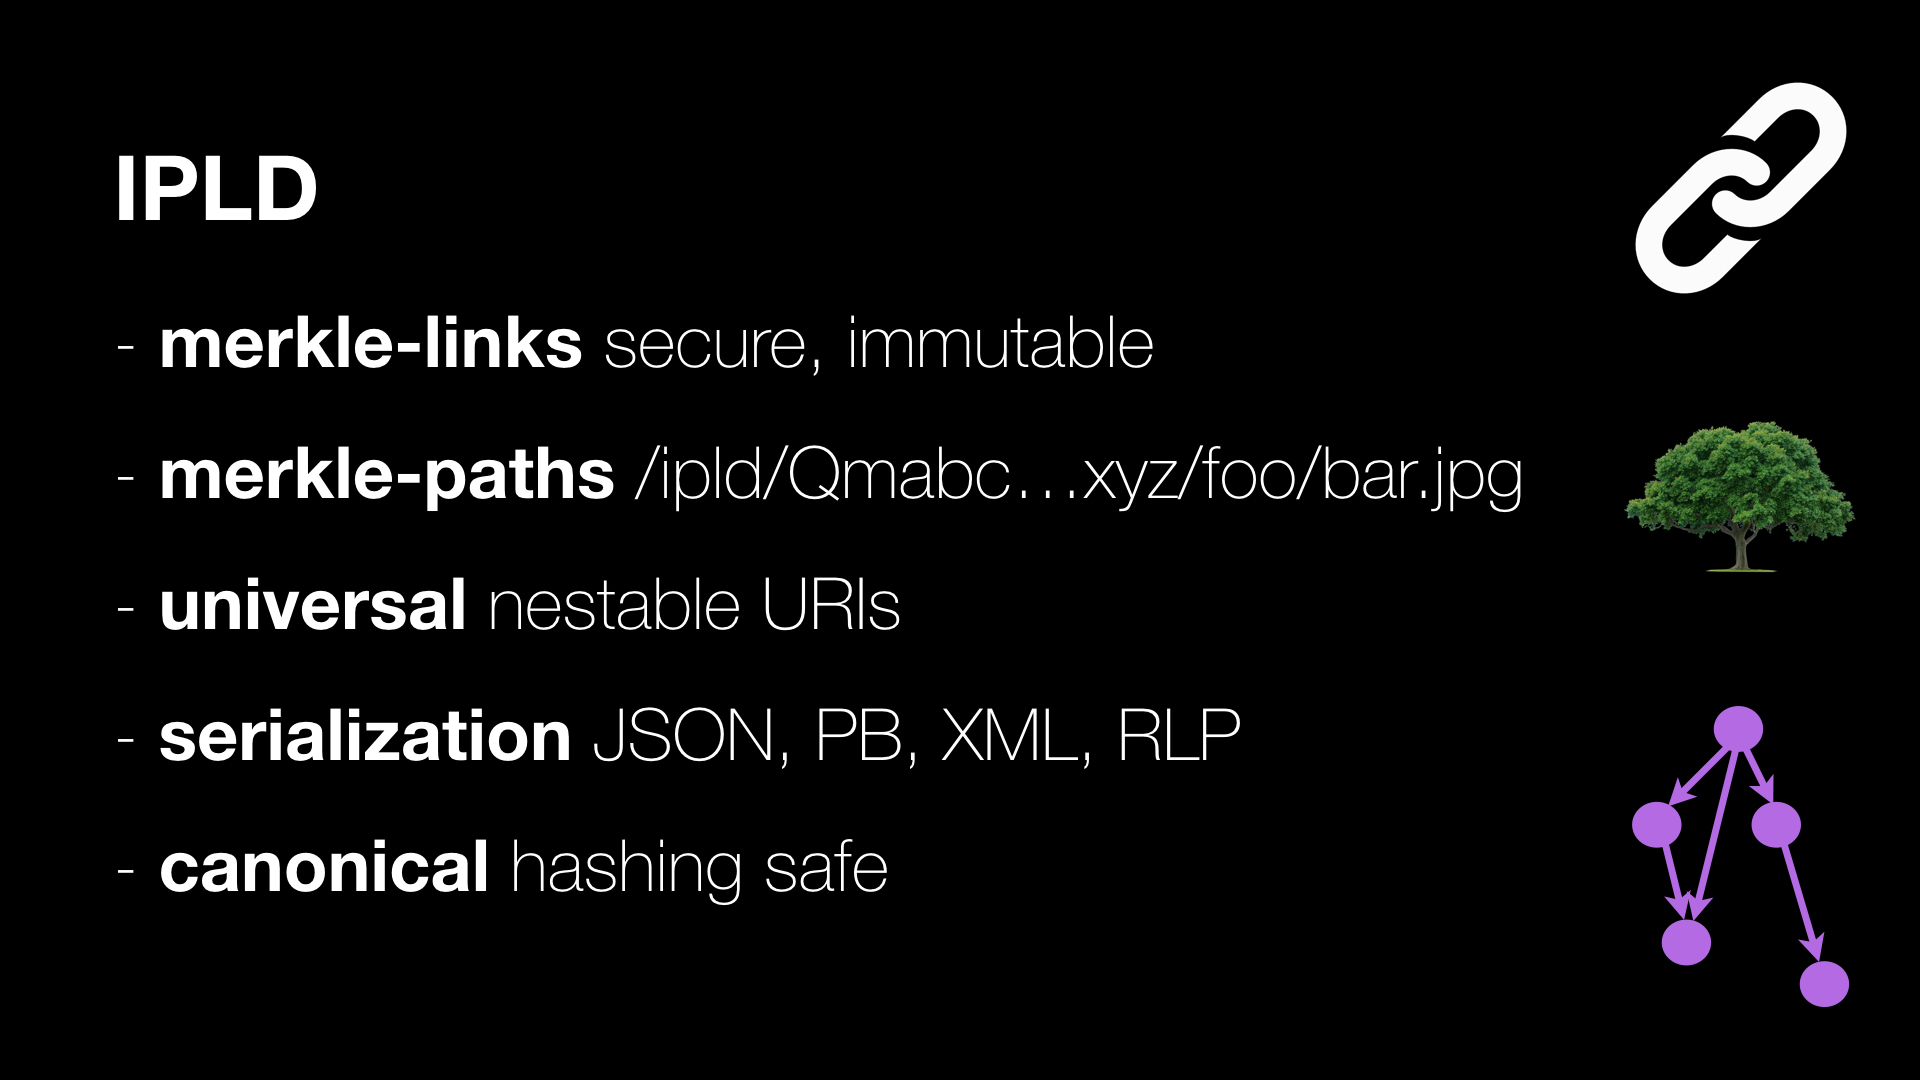 IPLD
- merkle-links secure, immutable
- merkle-paths /ipld/Qmabc…xyz/foo/bar.jpg
- universal nestable URIs
- serialization JSON, PB, XML, RLP
- canonical hashing safe